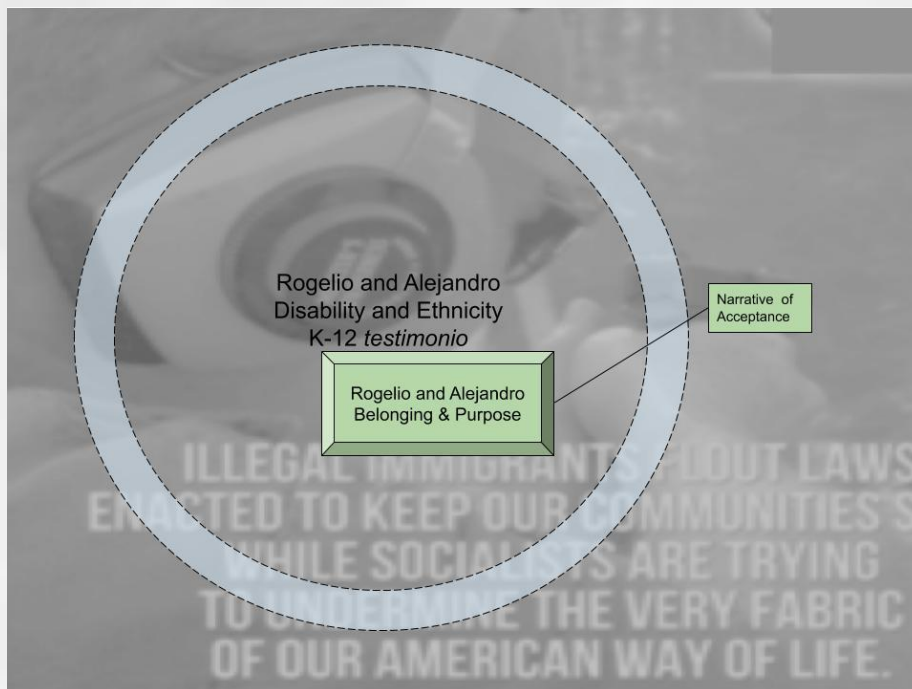 Rogelio and Alejandro
Disability and Ethnicity
K-12 testimonio
Narrative of
Acceptance
Rogelio and Alejandro
Belonging & Purpose
ILLEGAL IMMIGRANTS FLOUT LAWS
ENACTED TO KEEP OUR COMMUNITIES S
WHILE SOCIALISTS ARE TRYING
TO UNDERMINE THE VERY FABRIC
OF OUR AMERICAN WAY OF LIFE.